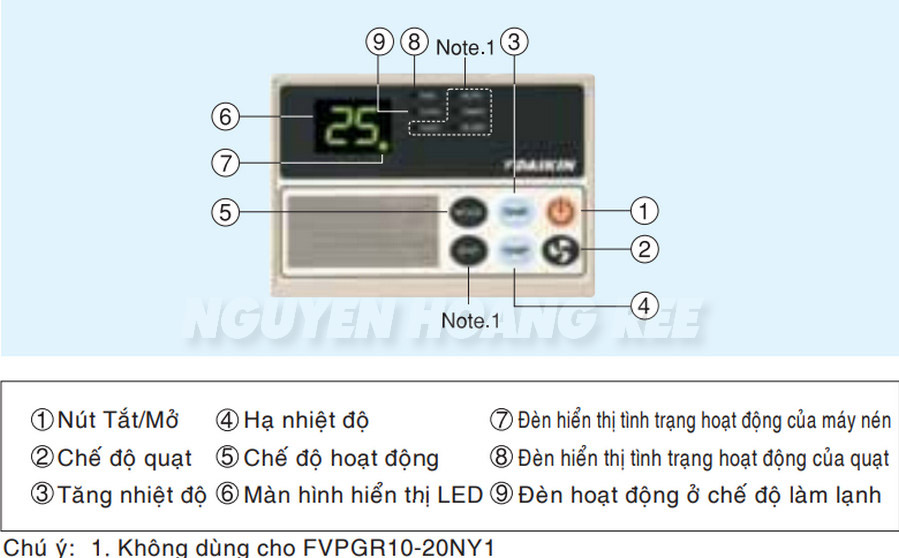 ⑨ ⑧ Note.1 ③
⑥ 25.
DAIKIN
⑦
⑤ ①
②
④
Note.1
NGUYEN HOANG KEE
①Nút Tắt/Mở ④Hạ nhiệt độ ⑦Đèn hiển thị tình trạng hoạt động của máy nén
②Chế độ quạt ⑤Chế độ hoạt động ⑧Đèn hiển thị tình trạng hoạt động của quạt
③Tăng nhiệt độ ⑥Màn hình hiển thị LED ⑨Đèn hoạt động ở chế độ làm lạnh
Chú ý: 1. Không dùng cho FVPGR10-20NY1